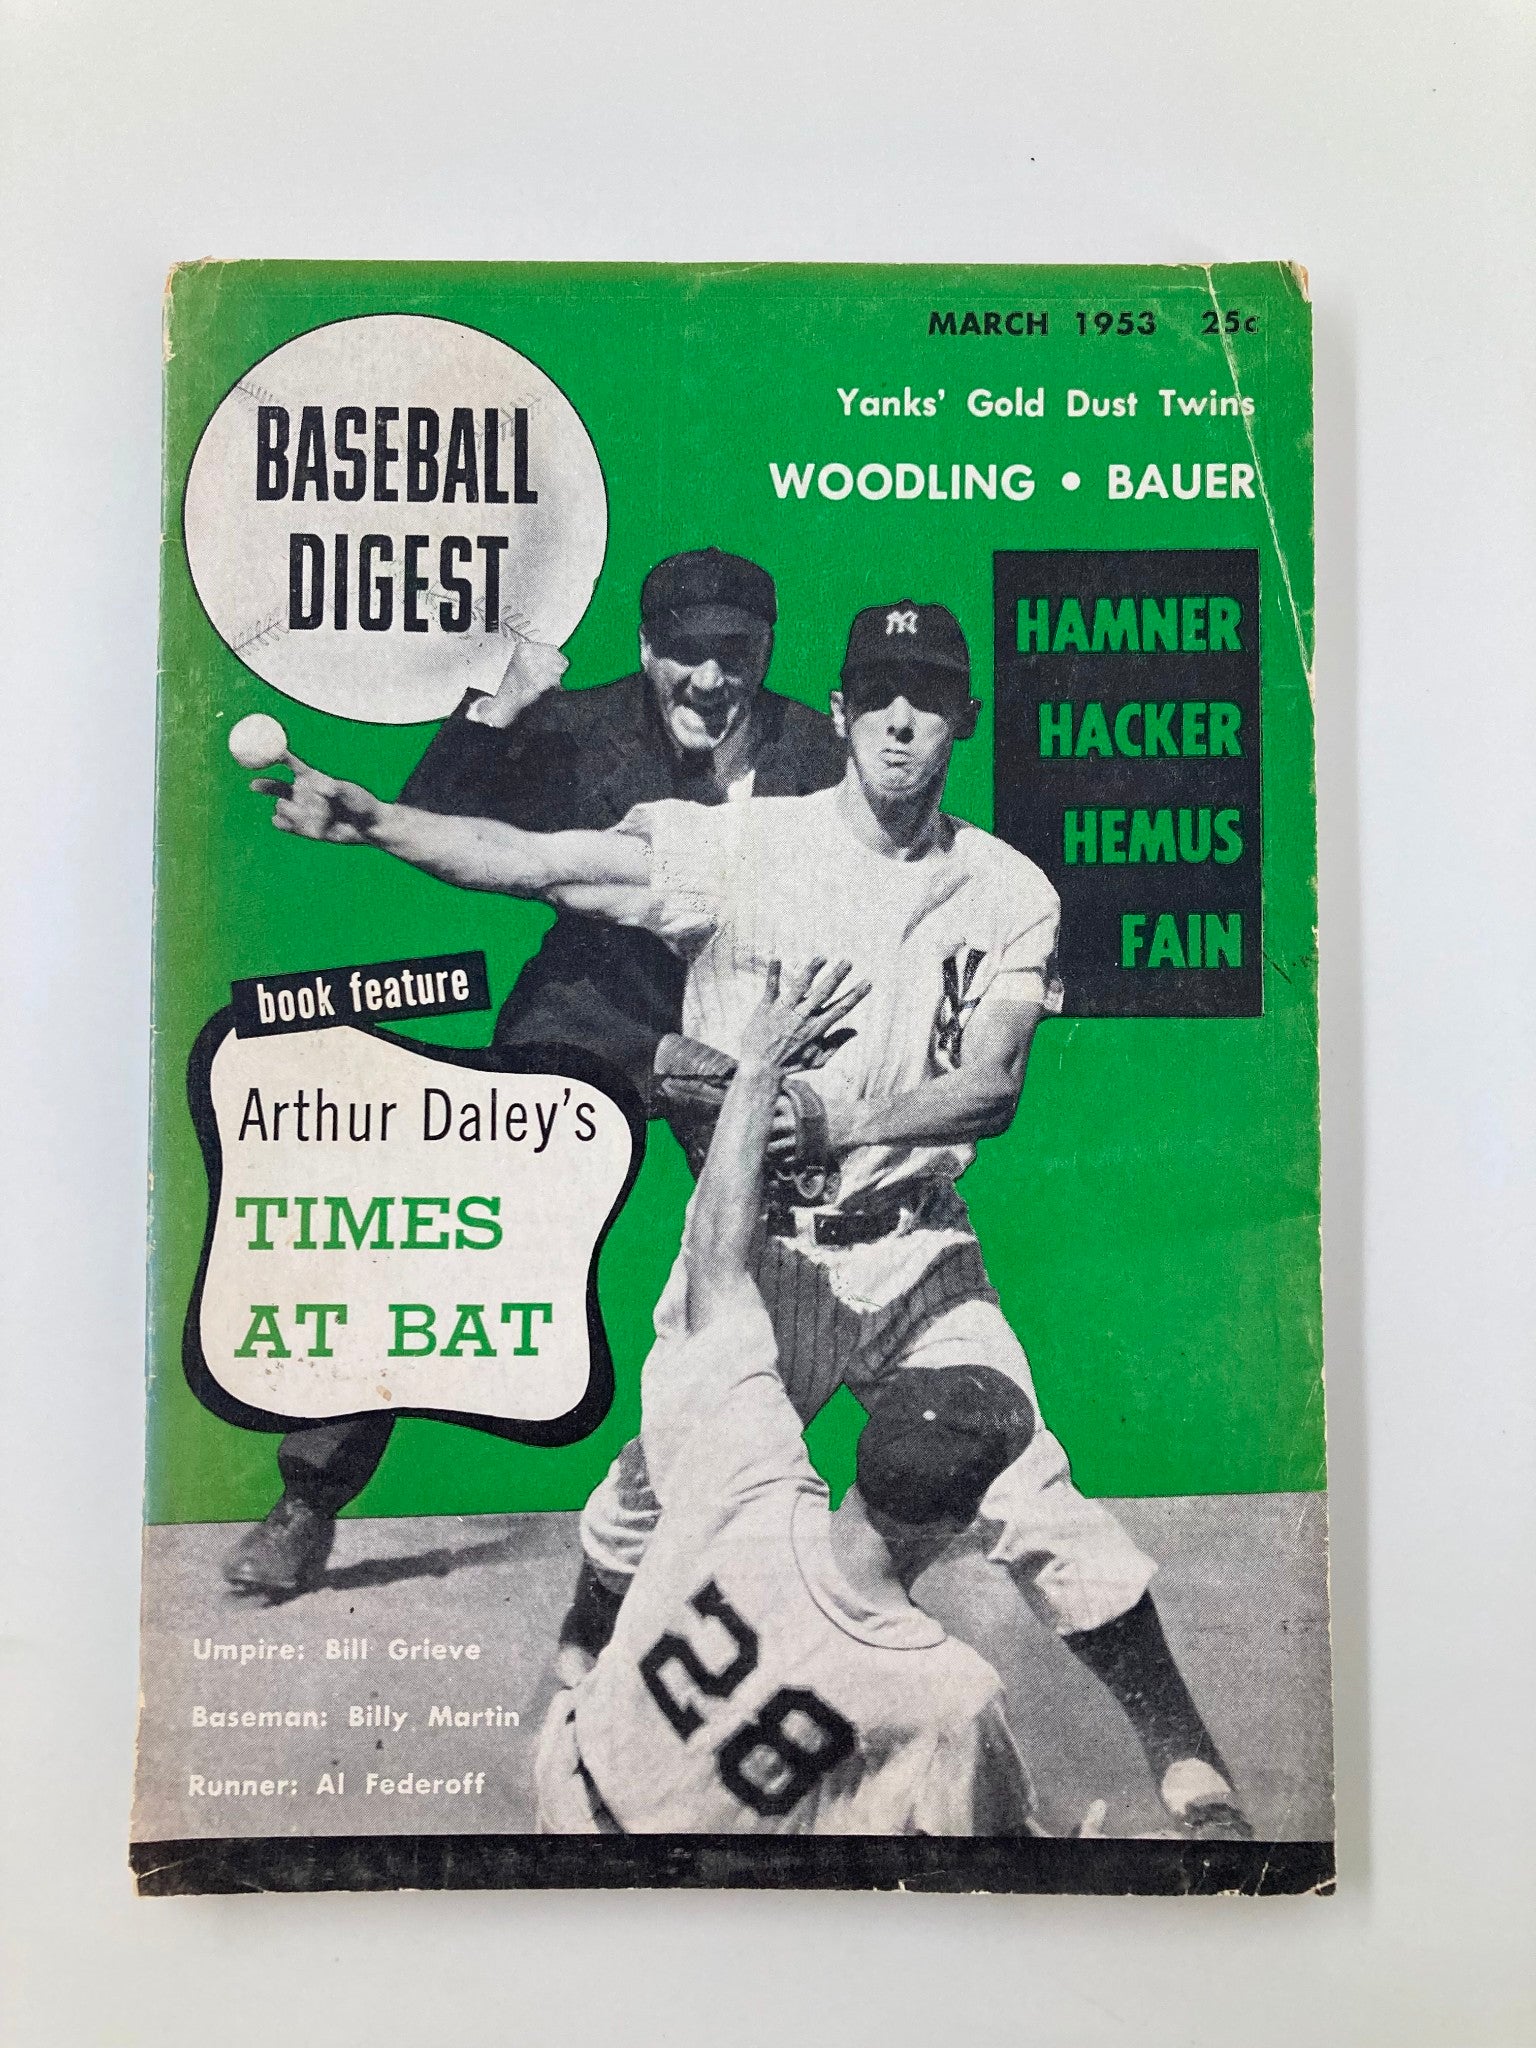 MARCH 1953 25c
BASEBALL
DIGEST
Yanks' Gold Dust Twins
WOODLING • BAUER
HAMNER
HACKER
HEMUS
FAIN
NY
book feature
Arthur Daley's
TIMES
AT BAT
28
Umpire: Bill Grieve
Baseman: Billy Martin
Runner: Al Federoff